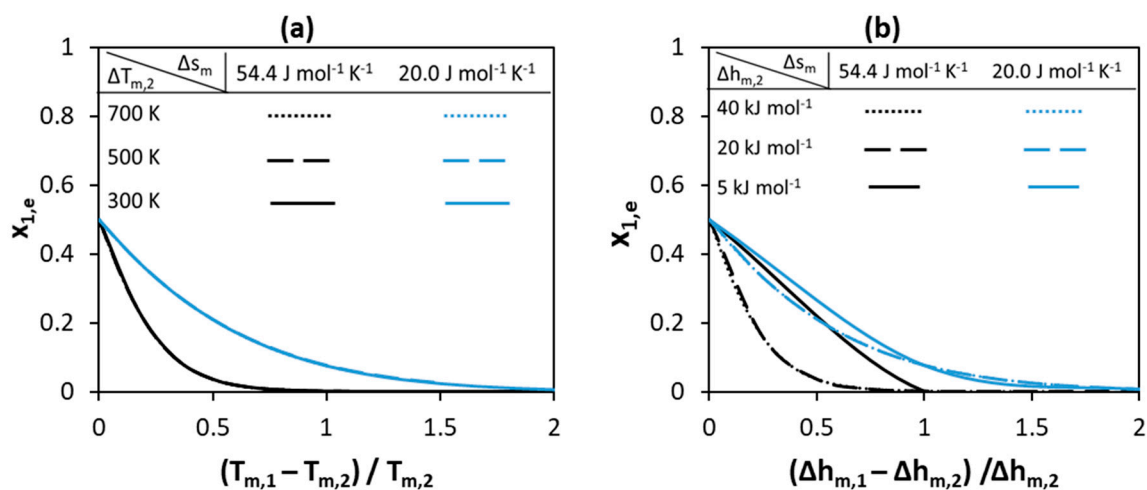 (a)
Δs_m
ΔT_m,2
54.4 J mol⁻¹ K⁻¹ 20.0 J mol⁻¹ K⁻¹
700 K
500 K
300 K
1
0.8
0.6
0.4
0.2
0
x_1,e
0 0.5 1 1.5 2
(T_m,1 – T_m,2) / T_m,2
(b)
Δs_m
Δh_m,2
54.4 J mol⁻¹ K⁻¹ 20.0 J mol⁻¹ K⁻¹
40 kJ mol⁻¹
20 kJ mol⁻¹
5 kJ mol⁻¹
1
0.8
0.6
0.4
0.2
0
x_1,e
0 0.5 1 1.5 2
(Δh_m,1 – Δh_m,2) /Δh_m,2